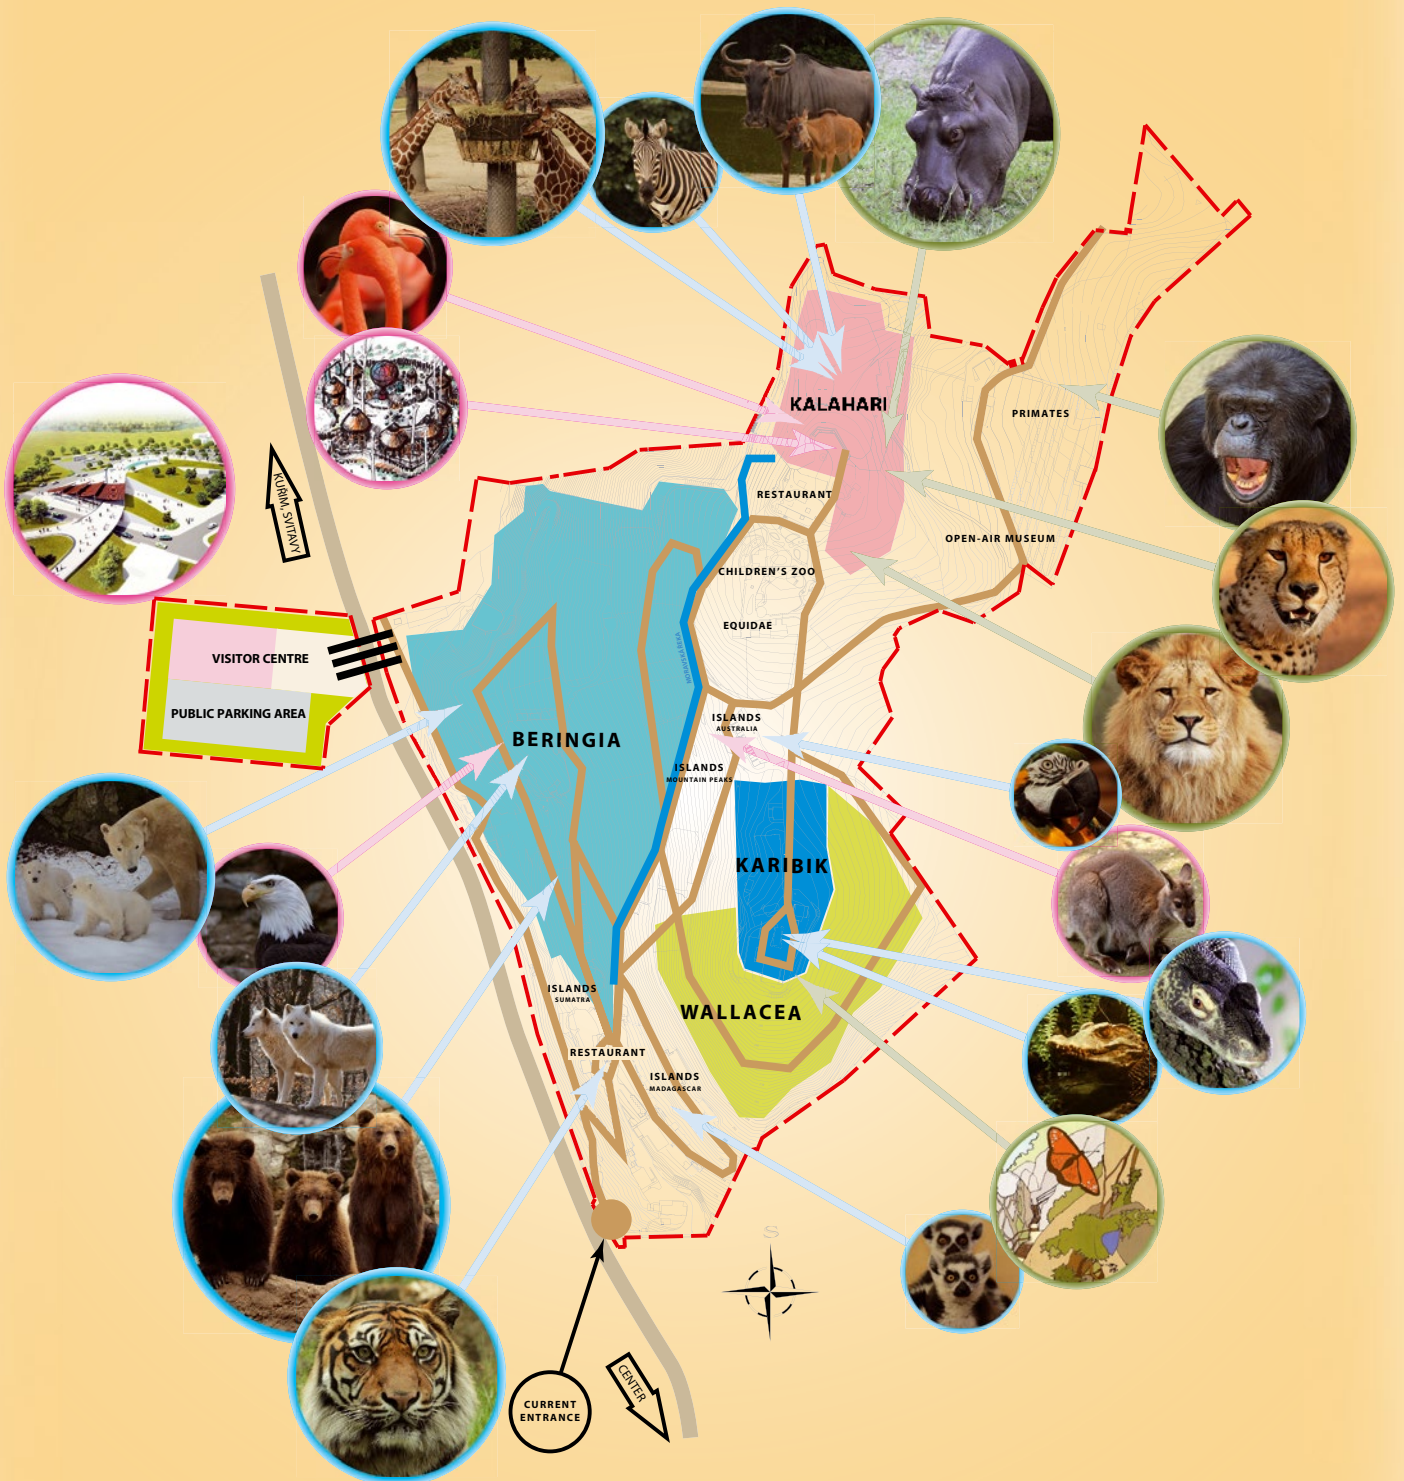 S
KALAHARI
PRIMATES
KUŘIM, SVITAVY
RESTAURANT
OPEN-AIR MUSEUM
CHILDREN'S ZOO
EQUIDAE
VISITOR CENTRE
PUBLIC PARKING AREA
ISLANDS
AUSTRALIA
BERINGIA
ISLANDS
MOUNTAIN PEAKS
KARIBIK
ISLANDS
SUMATRA
WALLACEA
RESTAURANT
ISLANDS
MADAGASCAR
CENTER
CURRENT
ENTRANCE